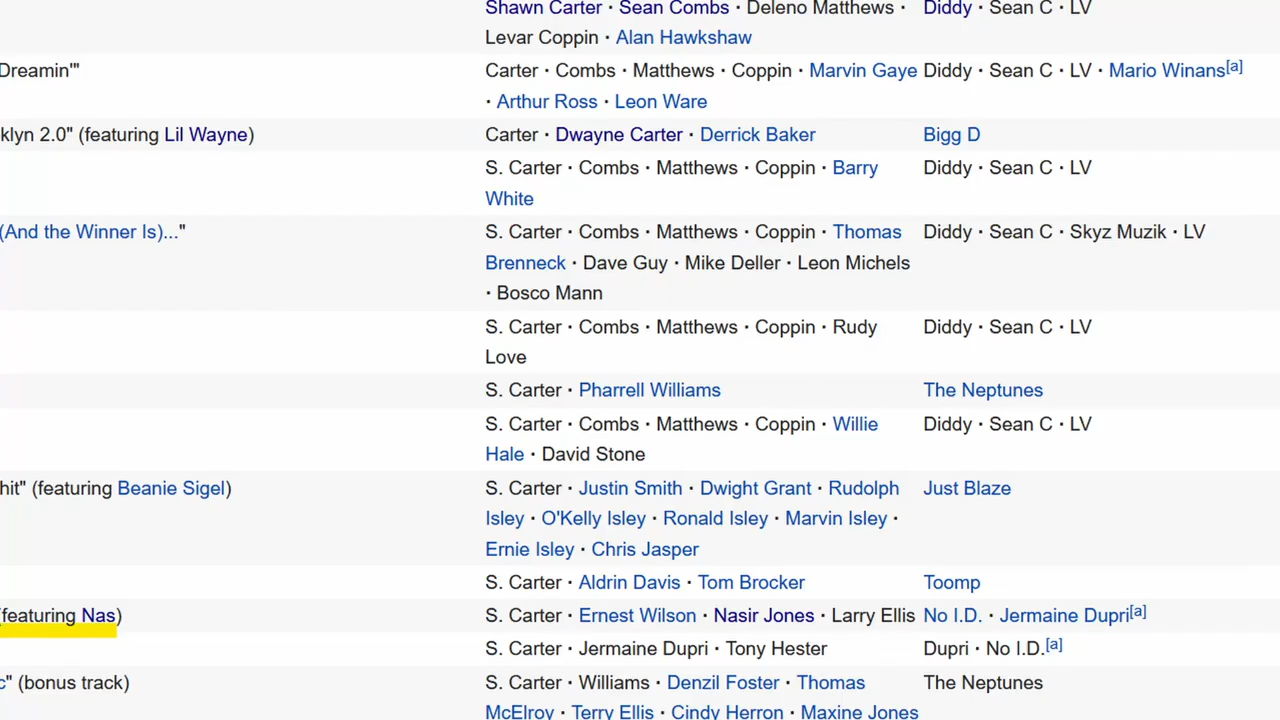 Shawn Carter · Sean Combs · Deleno Matthews · Diddy · Sean C · LV
Levar Coppin · Alan Hawkshaw
Dreamin'" Carter · Combs · Matthews · Coppin · Marvin Gaye Diddy · Sean C · LV · Mario Winans[a]
· Arthur Ross · Leon Ware
klyn 2.0" (featuring Lil Wayne) Carter · Dwayne Carter · Derrick Baker Bigg D
S. Carter · Combs · Matthews · Coppin · Barry Diddy · Sean C · LV
White
(And the Winner Is)..." S. Carter · Combs · Matthews · Coppin · Thomas Diddy · Sean C · Skyz Muzik · LV
Brenneck · Dave Guy · Mike Deller · Leon Michels
· Bosco Mann
S. Carter · Combs · Matthews · Coppin · Rudy Diddy · Sean C · LV
Love
S. Carter · Pharrell Williams The Neptunes
S. Carter · Combs · Matthews · Coppin · Willie Diddy · Sean C · LV
Hale · David Stone
hit" (featuring Beanie Sigel) S. Carter · Justin Smith · Dwight Grant · Rudolph Just Blaze
Isley · O'Kelly Isley · Ronald Isley · Marvin Isley ·
Ernie Isley · Chris Jasper
S. Carter · Aldrin Davis · Tom Brocker Toomp
(featuring Nas) S. Carter · Ernest Wilson · Nasir Jones · Larry Ellis No I.D. · Jermaine Dupri[a]
S. Carter · Jermaine Dupri · Tony Hester Dupri · No I.D.[a]
c" (bonus track) S. Carter · Williams · Denzil Foster · Thomas The Neptunes
McElroy · Terry Ellis · Cindy Herron · Maxine Jones